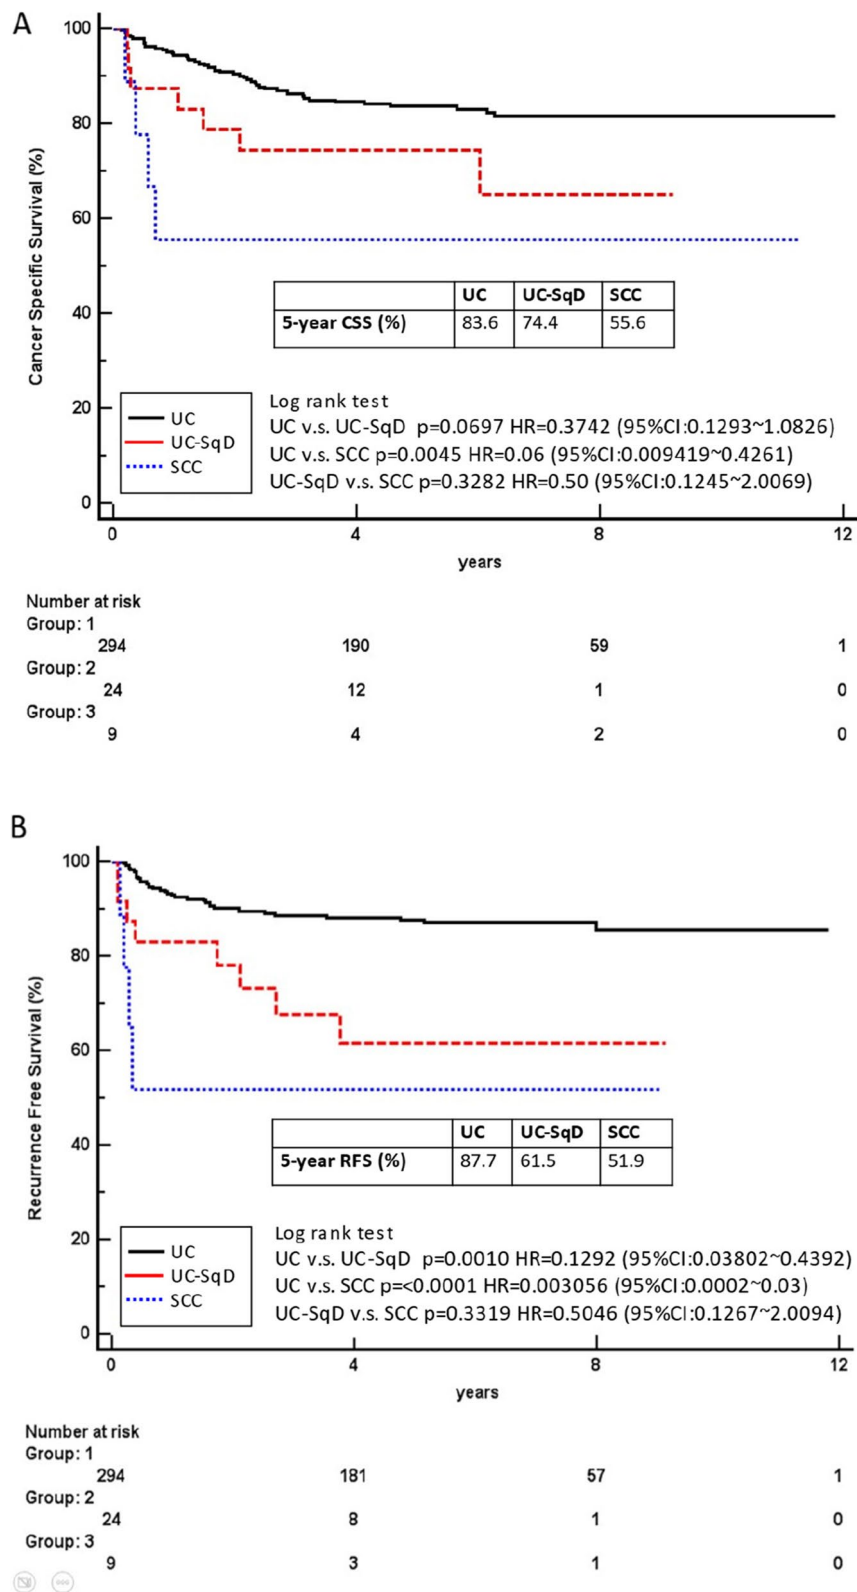 A
100
80
60
40
20
0
Cancer Specific Survival (%)
UC UC-SqD SCC
5-year CSS (%) 83.6 74.4 55.6
UC
UC-SqD
SCC
Log rank test
UC v.s. UC-SqD p=0.0697 HR=0.3742 (95%CI:0.1293~1.0826)
UC v.s. SCC p=0.0045 HR=0.06 (95%CI:0.009419~0.4261)
UC-SqD v.s. SCC p=0.3282 HR=0.50 (95%CI:0.1245~2.0069)
0 4 8 12
years
Number at risk
Group: 1
294 190 59 1
Group: 2
24 12 1 0
Group: 3
9 4 2 0
B
100
80
60
40
20
0
Recurrence Free Survival (%)
UC UC-SqD SCC
5-year RFS (%) 87.7 61.5 51.9
UC
UC-SqD
SCC
Log rank test
UC v.s. UC-SqD p=0.0010 HR=0.1292 (95%CI:0.03802~0.4392)
UC v.s. SCC p=<0.0001 HR=0.003056 (95%CI:0.0002~0.03)
UC-SqD v.s. SCC p=0.3319 HR=0.5046 (95%CI:0.1267~2.0094)
0 4 8 12
years
Number at risk
Group: 1
294 181 57 1
Group: 2
24 8 1 0
Group: 3
9 3 1 0